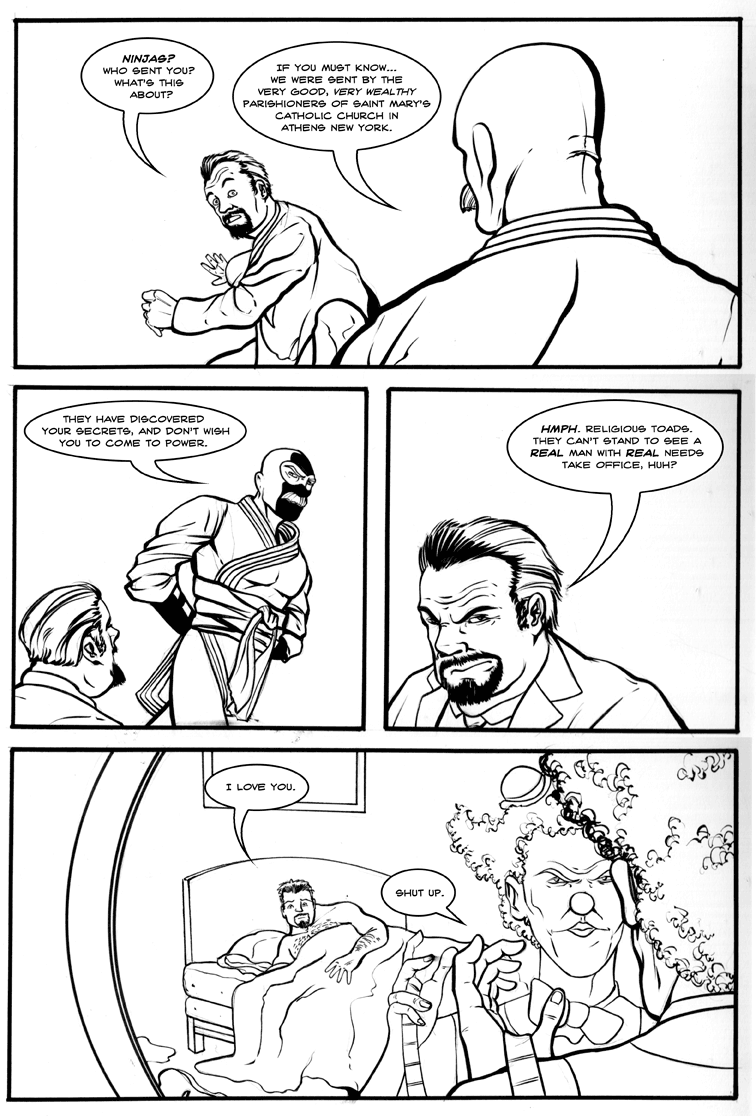 NINJAS?
WHO SENT YOU?
WHAT'S THIS
ABOUT?
IF YOU MUST KNOW...
WE WERE SENT BY THE
VERY GOOD, VERY WEALTHY
PARISHIONERS OF SAINT MARY'S
CATHOLIC CHURCH IN
ATHENS NEW YORK.
THEY HAVE DISCOVERED
YOUR SECRETS, AND DON'T WISH
YOU TO COME TO POWER.
HMPH. RELIGIOUS TOADS.
THEY CAN'T STAND TO SEE A
REAL MAN WITH REAL NEEDS
TAKE OFFICE, HUH?
I LOVE YOU.
SHUT UP.